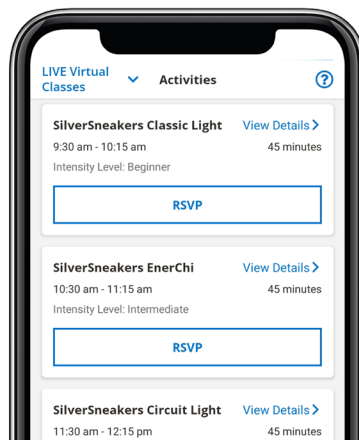 LIVE Virtual
Classes
Activities
?
SilverSneakers Classic Light View Details
9:30 am - 10:15 am 45 minutes
Intensity Level: Beginner
RSVP
SilverSneakers EnerChi View Details
10:30 am - 11:15 am 45 minutes
Intensity Level: Intermediate
RSVP
SilverSneakers Circuit Light View Details
11:30 am - 12:15 pm 45 minutes